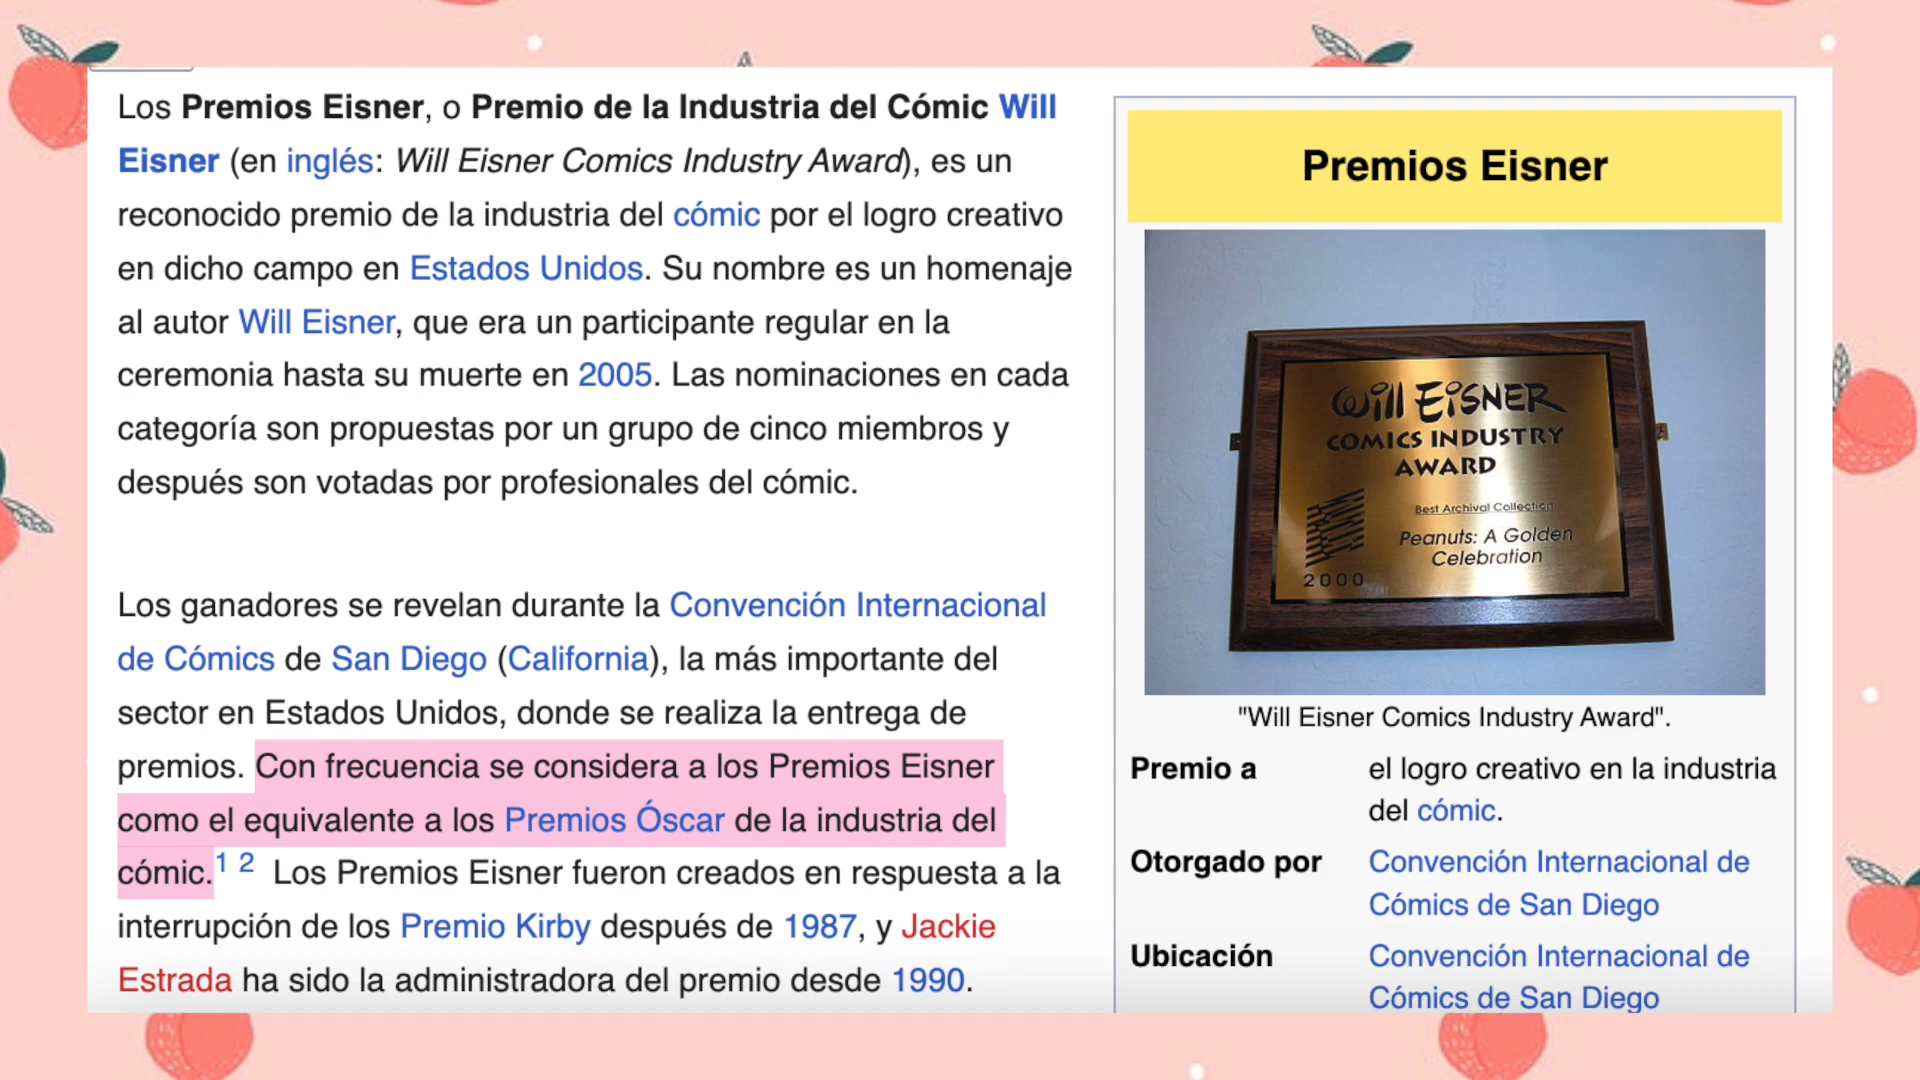 Los Premios Eisner, o Premio de la Industria del Cómic Will
Eisner (en inglés: Will Eisner Comics Industry Award), es un
reconocido premio de la industria del cómic por el logro creativo
en dicho campo en Estados Unidos. Su nombre es un homenaje
al autor Will Eisner, que era un participante regular en la
ceremonia hasta su muerte en 2005. Las nominaciones en cada
categoría son propuestas por un grupo de cinco miembros y
después son votadas por profesionales del cómic.
Los ganadores se revelan durante la Convención Internacional
de Cómics de San Diego (California), la más importante del
sector en Estados Unidos, donde se realiza la entrega de
premios. Con frecuencia se considera a los Premios Eisner
como el equivalente a los Premios Óscar de la industria del
cómic.1 2 Los Premios Eisner fueron creados en respuesta a la
interrupción de los Premio Kirby después de 1987, y Jackie
Estrada ha sido la administradora del premio desde 1990.
Premios Eisner
Will EiSNER
COMICS INDUSTRY
AWARD
Best Archival Collection
Peanuts: A Golden
Celebration
2000
"Will Eisner Comics Industry Award".
Premio a el logro creativo en la industria
del cómic.
Otorgado por Convención Internacional de
Cómics de San Diego
Ubicación Convención Internacional de
Cómics de San Diego